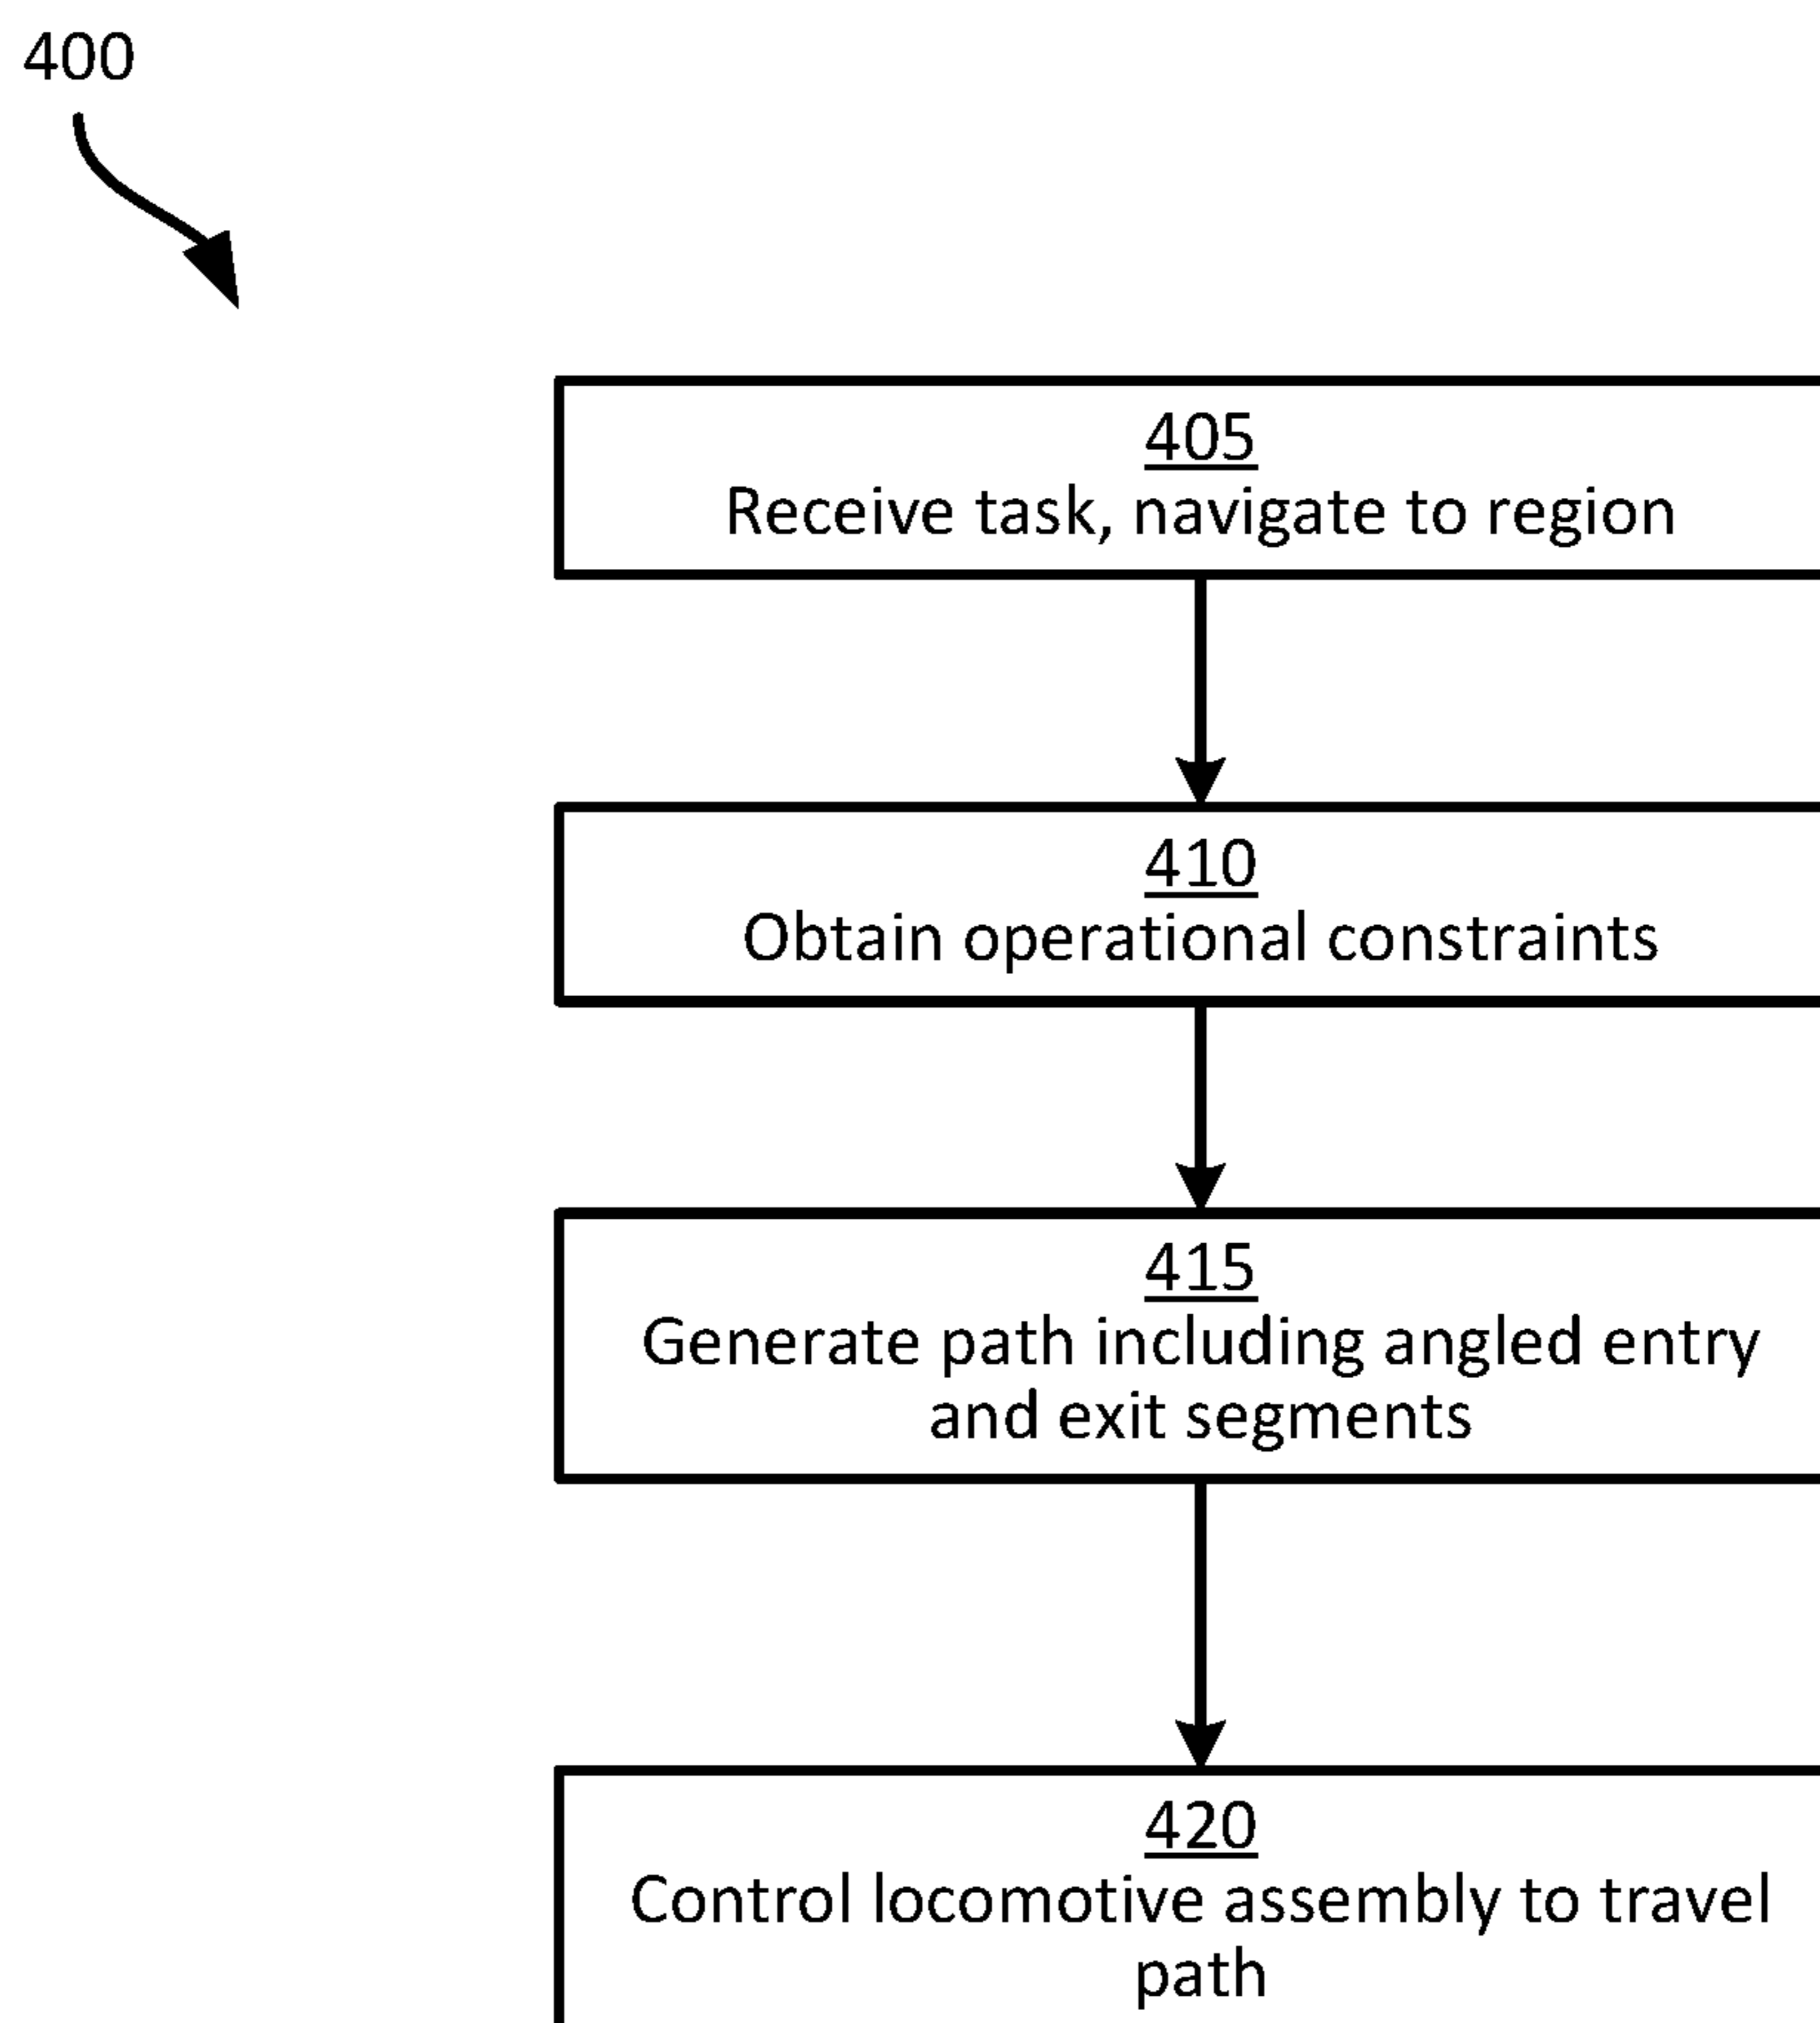 400
405
Receive task, navigate to region
410
Obtain operational constraints
415
Generate path including angled entry
and exit segments
420
Control locomotive assembly to travel
path